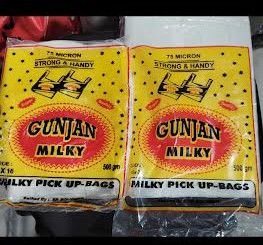 75 MICRON
STRONG & HANDY
GUNJAN
MILKY
500 gm
X 16
MILKY PICK UP-BAGS
75 MICRON
STRONG & HANDY
GUNJAN
MILKY
500 gm
MILKY PICK UP-BAGS